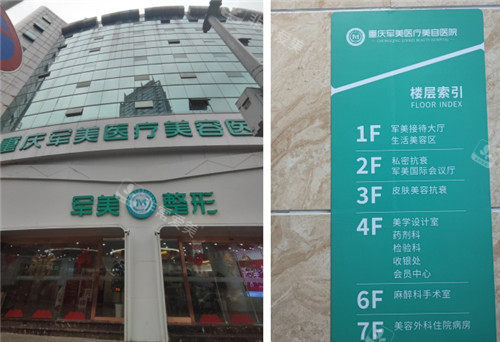 重庆军美医疗美容医
军美 JM 整形
重庆军美医疗美容医院
CHONGQING JUNMEI HEALTH HOSPITAL
楼层索引
FLOOR INDEX
1F 军美接待大厅
生活美容区
2F 私密抗衰
军美国际会议厅
3F 皮肤美容抗衰
4F 美学设计室
药剂科
检验科
收银处
会员中心
6F 麻醉科手术室
7F 美容外科住院病房